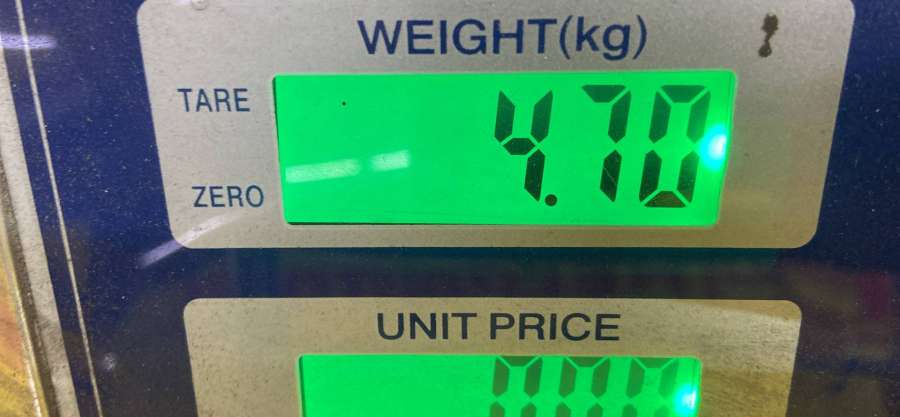 WEIGHT(kg)
TARE
4.70
ZERO
UNIT PRICE